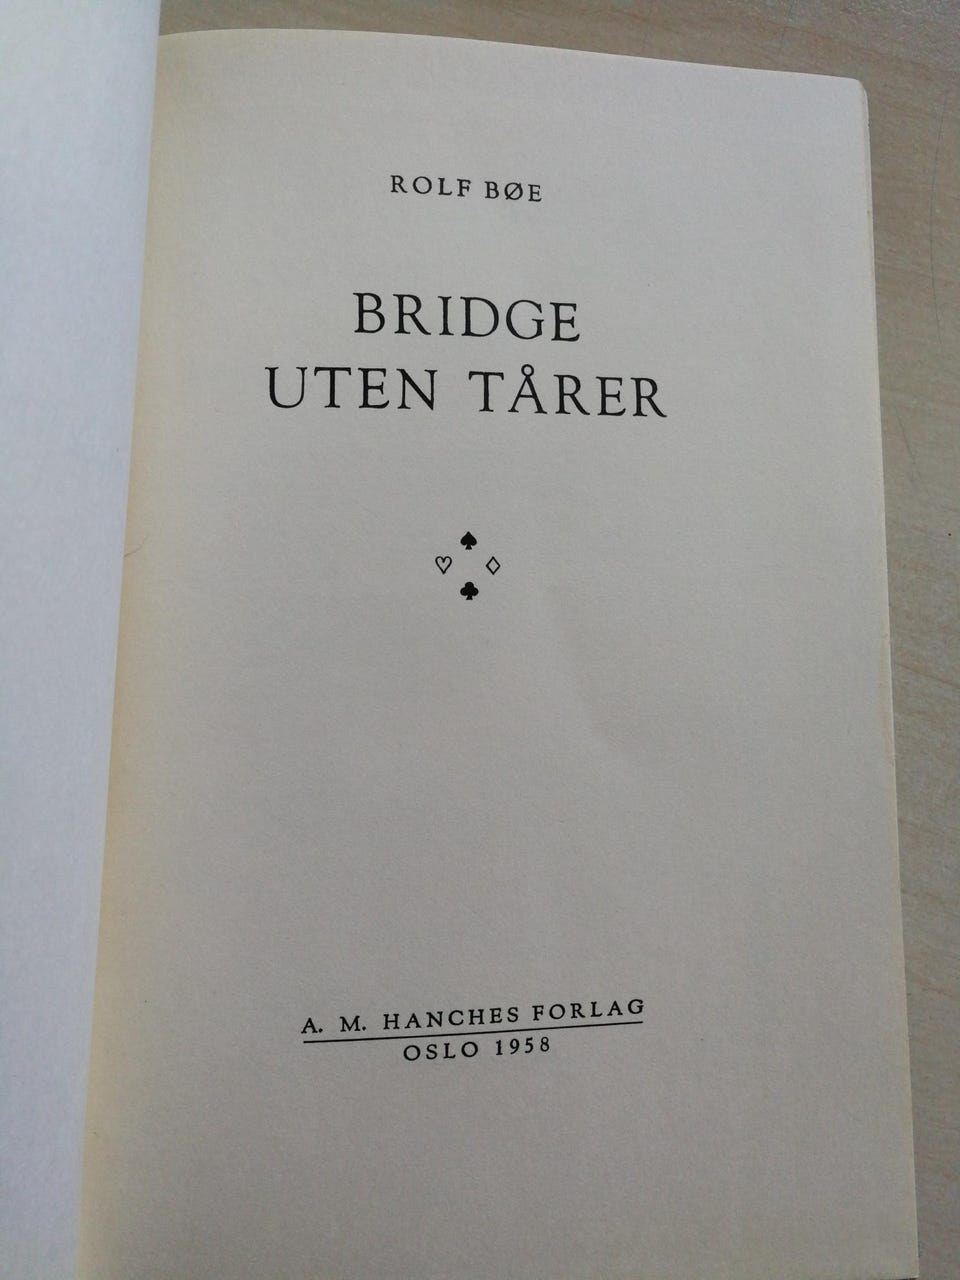 ROLF BØE
BRIDGE
UTEN TÅRER
♠
♡ ♢
♣
A. M. HANCHES FORLAG
OSLO 1958